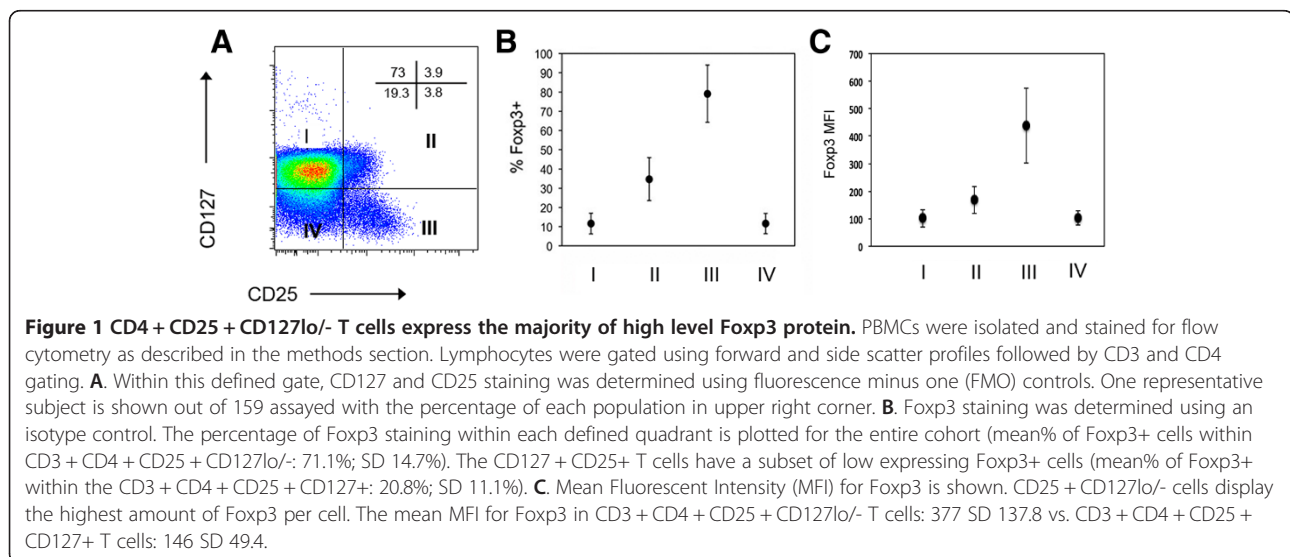 A
B
C
73 3.9
19.3 3.8
I
II
III
IV
CD127
CD25
100
90
80
70
60
50
40
30
20
10
0
% Foxp3+
I II III IV
700
600
500
400
300
200
100
0
Foxp3 MFI
I II III IV
Figure 1 CD4 + CD25 + CD127lo/- T cells express the majority of high level Foxp3 protein. PBMCs were isolated and stained for flow
cytometry as described in the methods section. Lymphocytes were gated using forward and side scatter profiles followed by CD3 and CD4
gating. A. Within this defined gate, CD127 and CD25 staining was determined using fluorescence minus one (FMO) controls. One representative
subject is shown out of 159 assayed with the percentage of each population in upper right corner. B. Foxp3 staining was determined using an
isotype control. The percentage of Foxp3 staining within each defined quadrant is plotted for the entire cohort (mean% of Foxp3+ cells within
CD3 + CD4 + CD25 + CD127lo/-: 71.1%; SD 14.7%). The CD127 + CD25+ T cells have a subset of low expressing Foxp3+ cells (mean% of Foxp3+
within the CD3 + CD4 + CD25 + CD127+: 20.8%; SD 11.1%). C. Mean Fluorescent Intensity (MFI) for Foxp3 is shown. CD25 + CD127lo/- cells display
the highest amount of Foxp3 per cell. The mean MFI for Foxp3 in CD3 + CD4 + CD25 + CD127lo/- T cells: 377 SD 137.8 vs. CD3 + CD4 + CD25 +
CD127+ T cells: 146 SD 49.4.